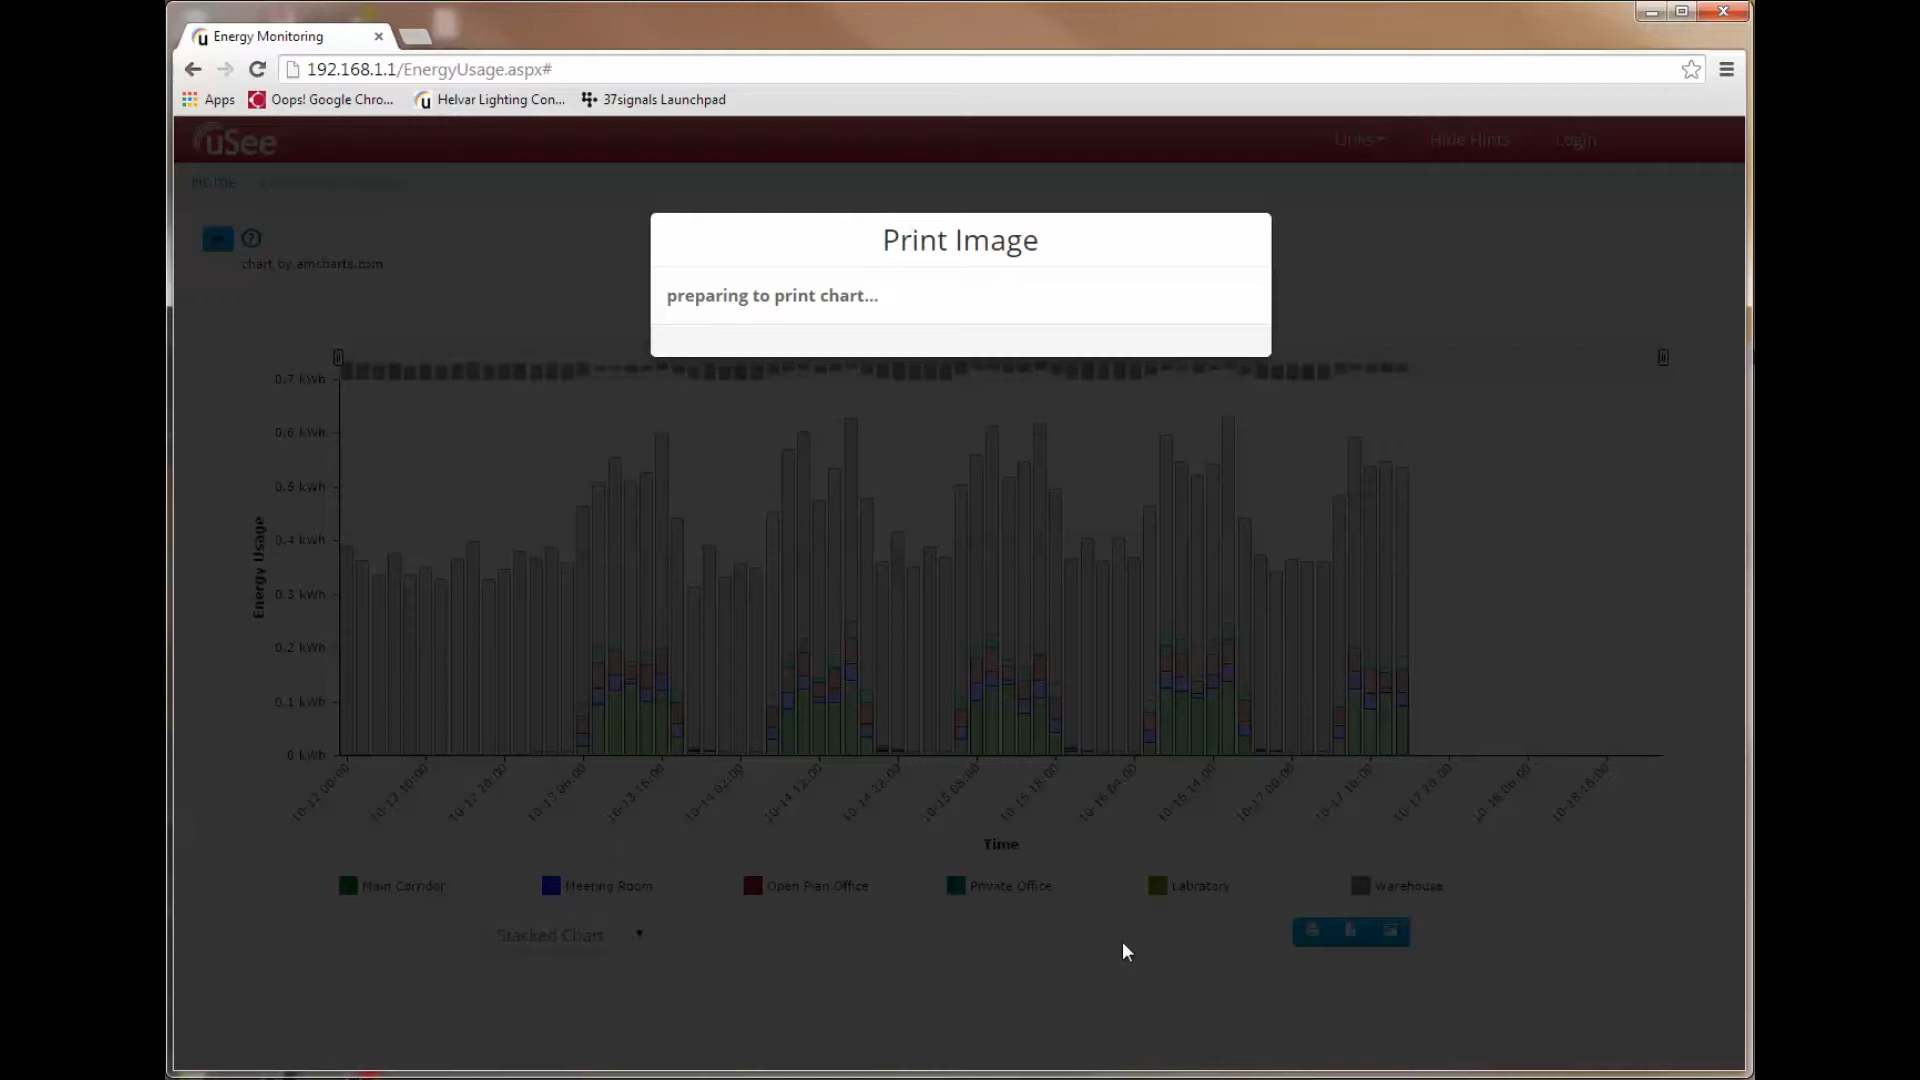 Energy Monitoring
192.168.1.1/EnergyUsage.aspx#
Apps Oops! Google Chro... Helvar Lighting Con... 37signals Launchpad
uSee Links Hide Hints Login
Home
chart by amcharts.com
Print Image
preparing to print chart...
0.7 kWh
0.6 kWh
0.5 kWh
0.4 kWh
0.3 kWh
0.2 kWh
0.1 kWh
0 kWh
Energy Usage
10-12 00:00 10-12 10:00 10-12 20:00 10-13 06:00 10-13 16:00 10-14 02:00 10-14 12:00 10-14 22:00 10-15 08:00 10-15 18:00 10-16 04:00 10-16 14:00 10-17 00:00 10-17 10:00 10-17 20:00 10-18 06:00 10-18 16:00
Time
Main Corridor Meeting Room Open Plan Office Private Office Labratory Warehouse
Stacked Chart